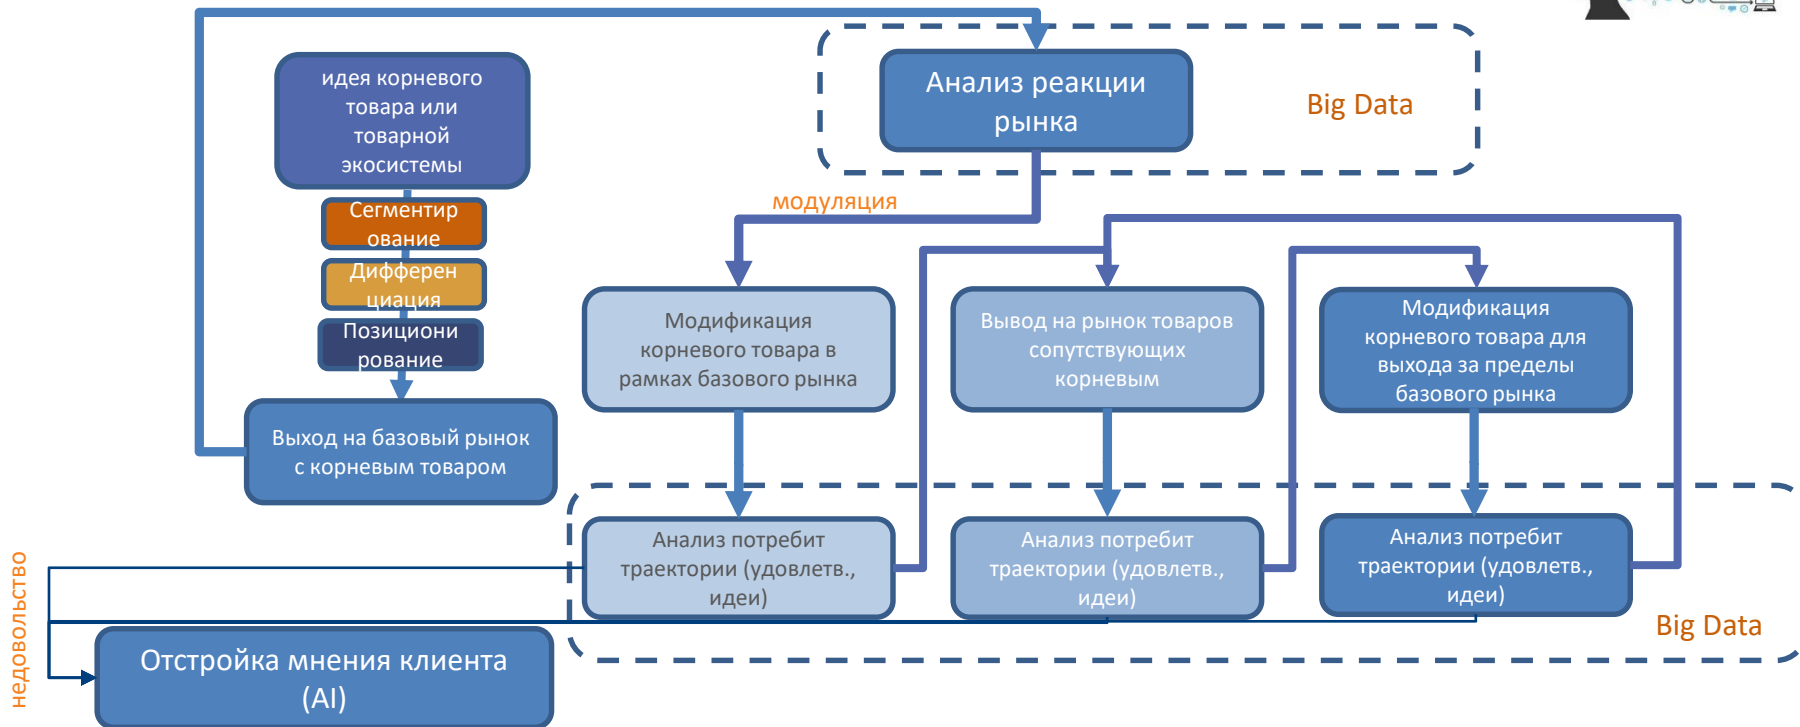 идея корневого
товара или
товарной
экосистемы
Сегментир
ование
Дифферен
циация
Позициони
рование
Выход на базовый рынок
с корневым товаром
Анализ реакции
рынка
Big Data
модуляция
Модификация
корневого товара в
рамках базового рынка
Вывод на рынок товаров
сопутствующих
корневым
Модификация
корневого товара для
выхода за пределы
базового рынка
Анализ потребит
траектории (удовлетв.,
идеи)
Анализ потребит
траектории (удовлетв.,
идеи)
Анализ потребит
траектории (удовлетв.,
идеи)
Big Data
недовольство
Отстройка мнения клиента
(AI)